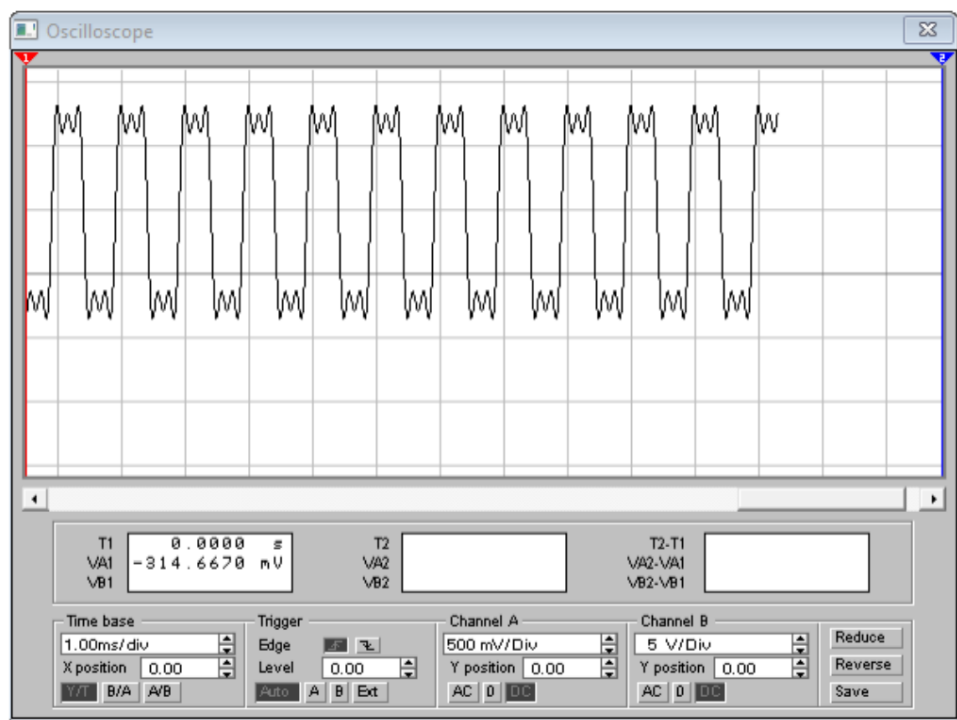 Oscilloscope
1 2
T1 0.0000 s T2 T2-T1
VA1 -314.6670 mV VA2 VA2-VA1
VB1 VB2 VB2-VB1
Time base Trigger Channel A Channel B
1.00ms/div Edge 500 mV/Div 5 V/Div Reduce
X position 0.00 Level 0.00 Y position 0.00 Y position 0.00 Reverse
Y/T B/A A/B Auto A B Ext AC 0 DC AC 0 DC Save